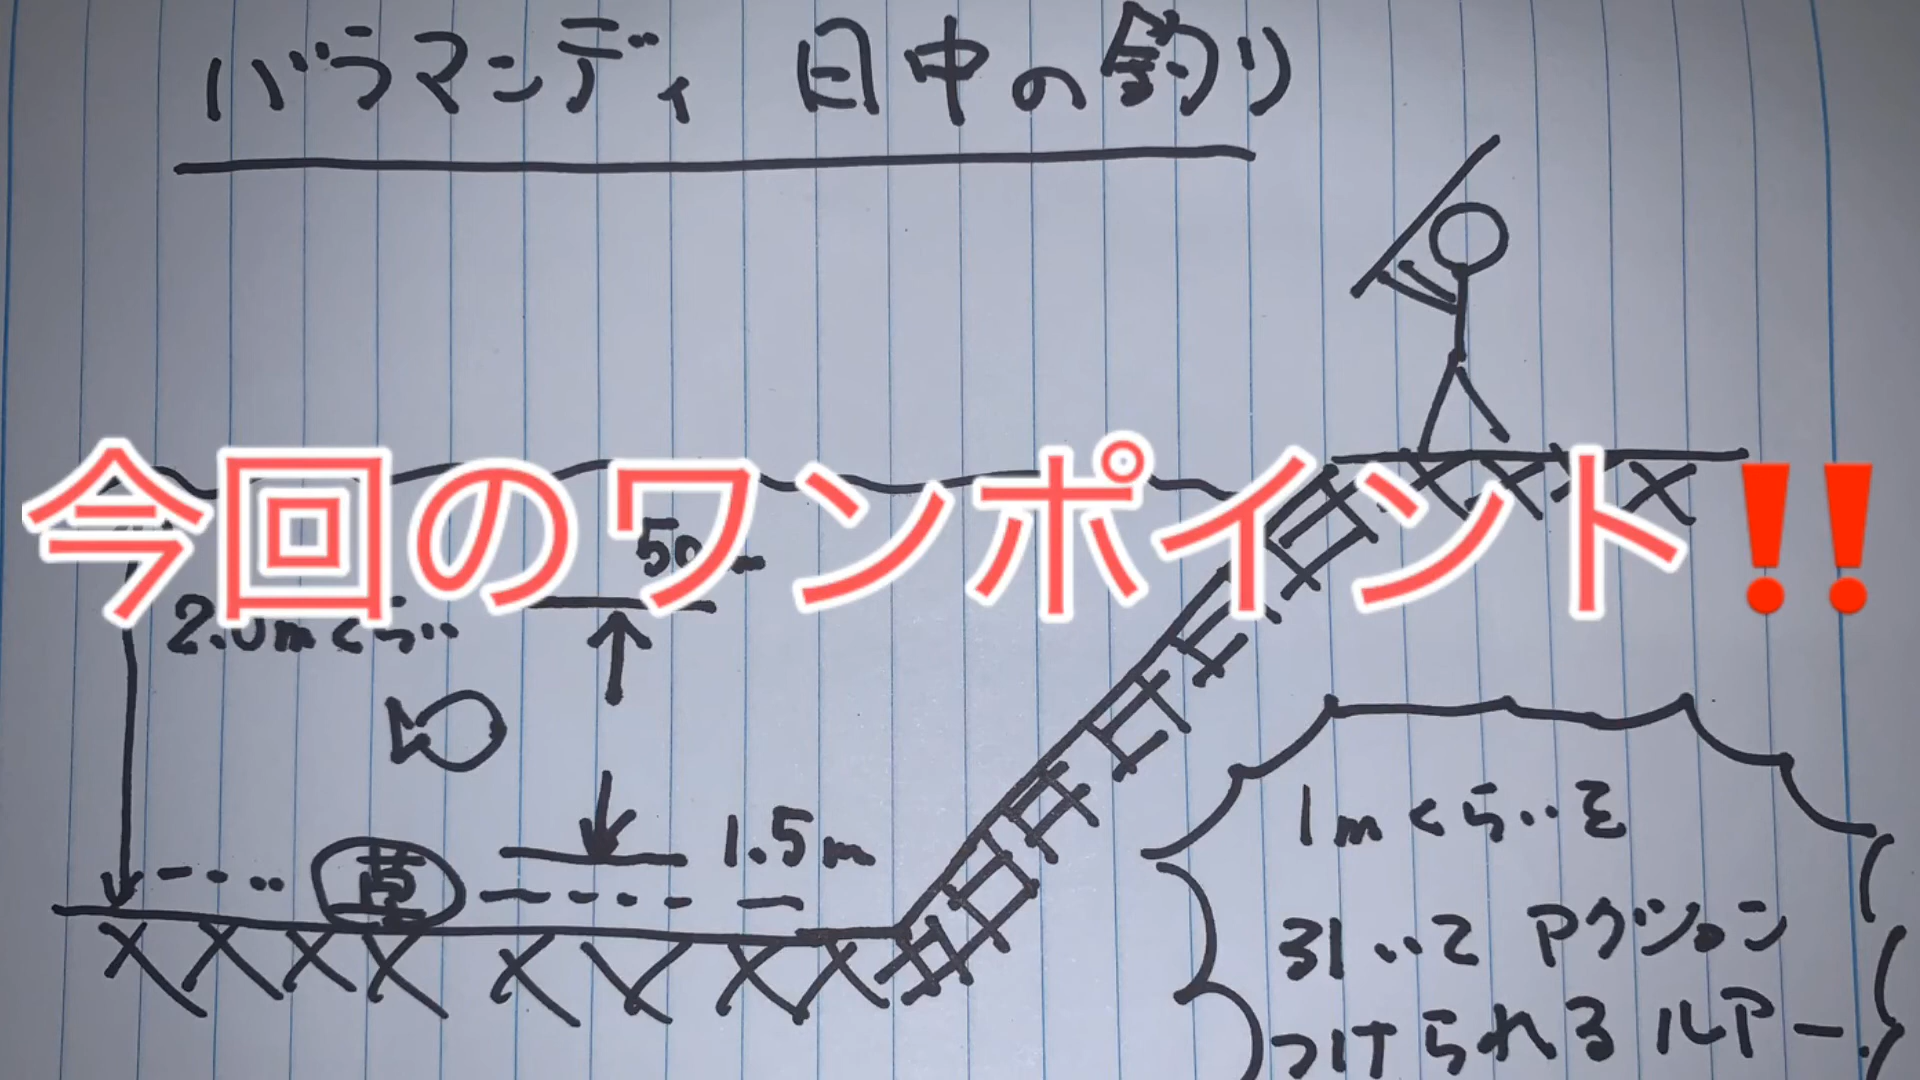 バラマンディ 日中の釣り
今回のワンポイント‼
2.0mくらい
1.5m
草
1mくらいを
引いてアクション
つけられるルアー